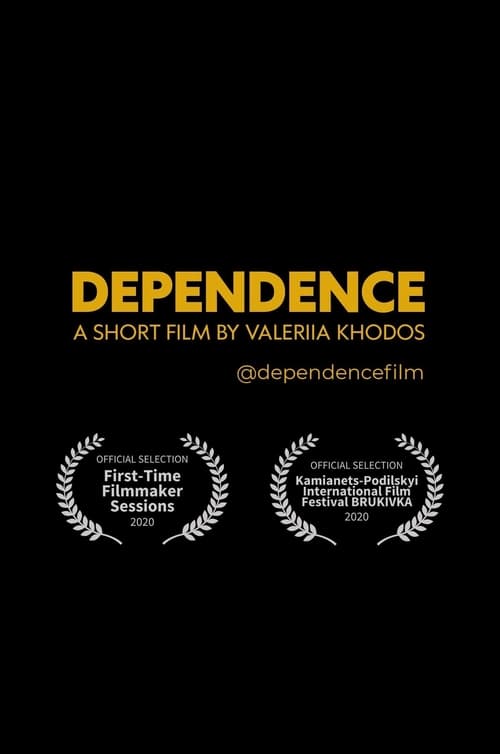 DEPENDENCE
A SHORT FILM BY VALERIIA KHODOS
@dependencefilm
OFFICIAL SELECTION
First-Time
Filmmaker
Sessions
2020
OFFICIAL SELECTION
Kamianets-Podilskyi
International Film
Festival BRUKIVKA
2020